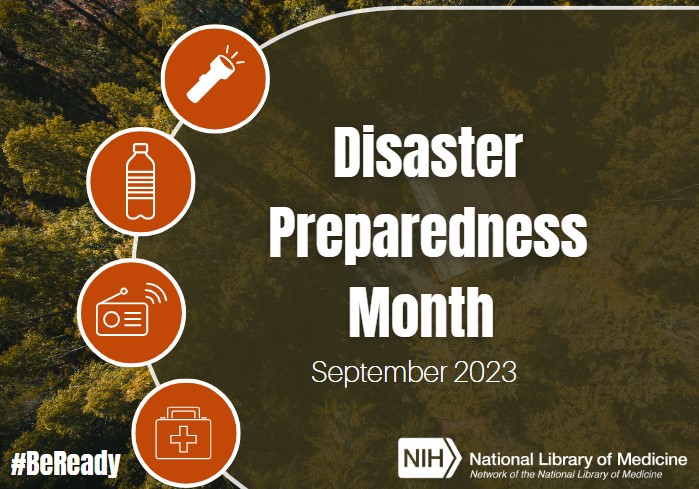 Disaster
Preparedness
Month
September 2023
#BeReady
NIH National Library of Medicine
Network of the National Library of Medicine